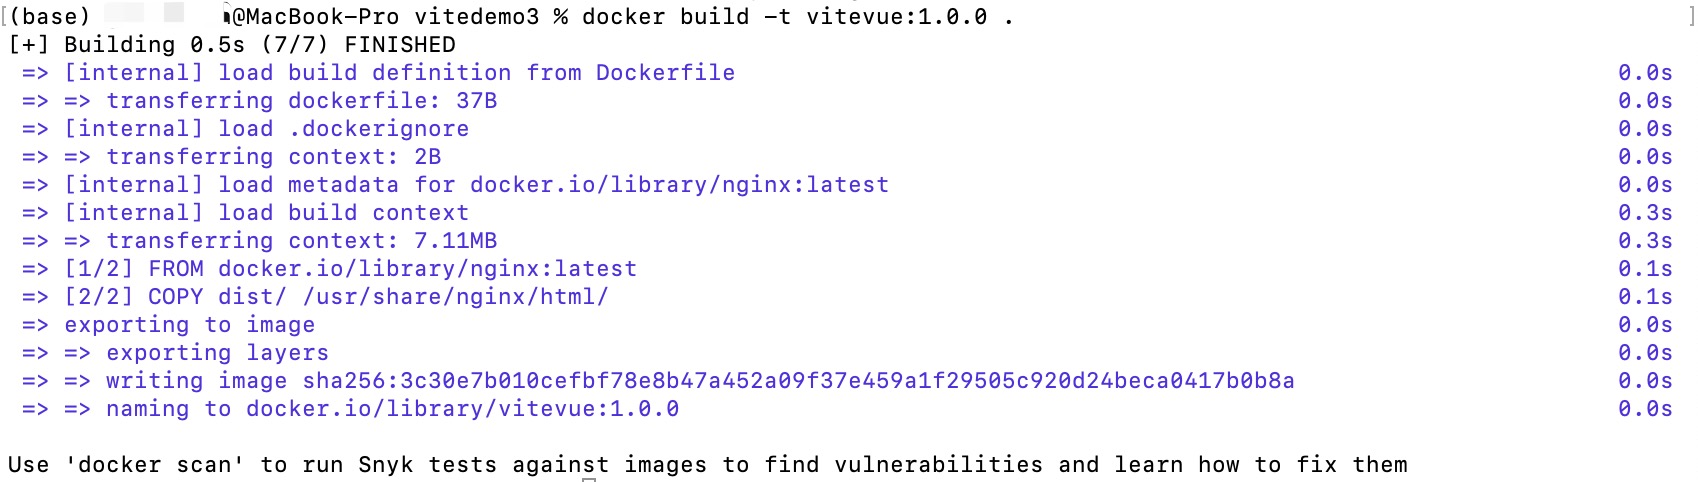 (base) @MacBook-Pro vitedemo3 % docker build -t vitevue:1.0.0 .
[+] Building 0.5s (7/7) FINISHED
=> [internal] load build definition from Dockerfile 0.0s
=> => transferring dockerfile: 37B 0.0s
=> [internal] load .dockerignore 0.0s
=> => transferring context: 2B 0.0s
=> [internal] load metadata for docker.io/library/nginx:latest 0.0s
=> [internal] load build context 0.3s
=> => transferring context: 7.11MB 0.3s
=> [1/2] FROM docker.io/library/nginx:latest 0.1s
=> [2/2] COPY dist/ /usr/share/nginx/html/ 0.1s
=> exporting to image 0.0s
=> => exporting layers 0.0s
=> => writing image sha256:3c30e7b010cefbf78e8b47a452a09f37e459a1f29505c920d24beca0417b0b8a 0.0s
=> => naming to docker.io/library/vitevue:1.0.0 0.0s
Use 'docker scan' to run Snyk tests against images to find vulnerabilities and learn how to fix them